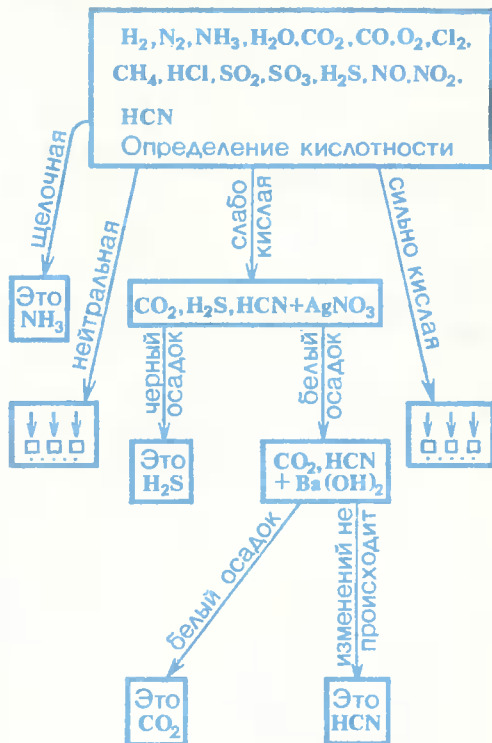 H₂, N₂, NH₃, H₂O, CO₂, CO, O₂, Cl₂,
CH₄, HCl, SO₂, SO₃, H₂S, NO, NO₂,
HCN
Определение кислотности
щелочная
нейтральная
слабо
кислая
сильно кислая
Это
NH₃
CO₂, H₂S, HCN + AgNO₃
черный
осадок
белый
осадок
Это
H₂S
CO₂, HCN
+ Ba(OH)₂
белый осадок
изменений не
происходит
Это
CO₂
Это
HCN